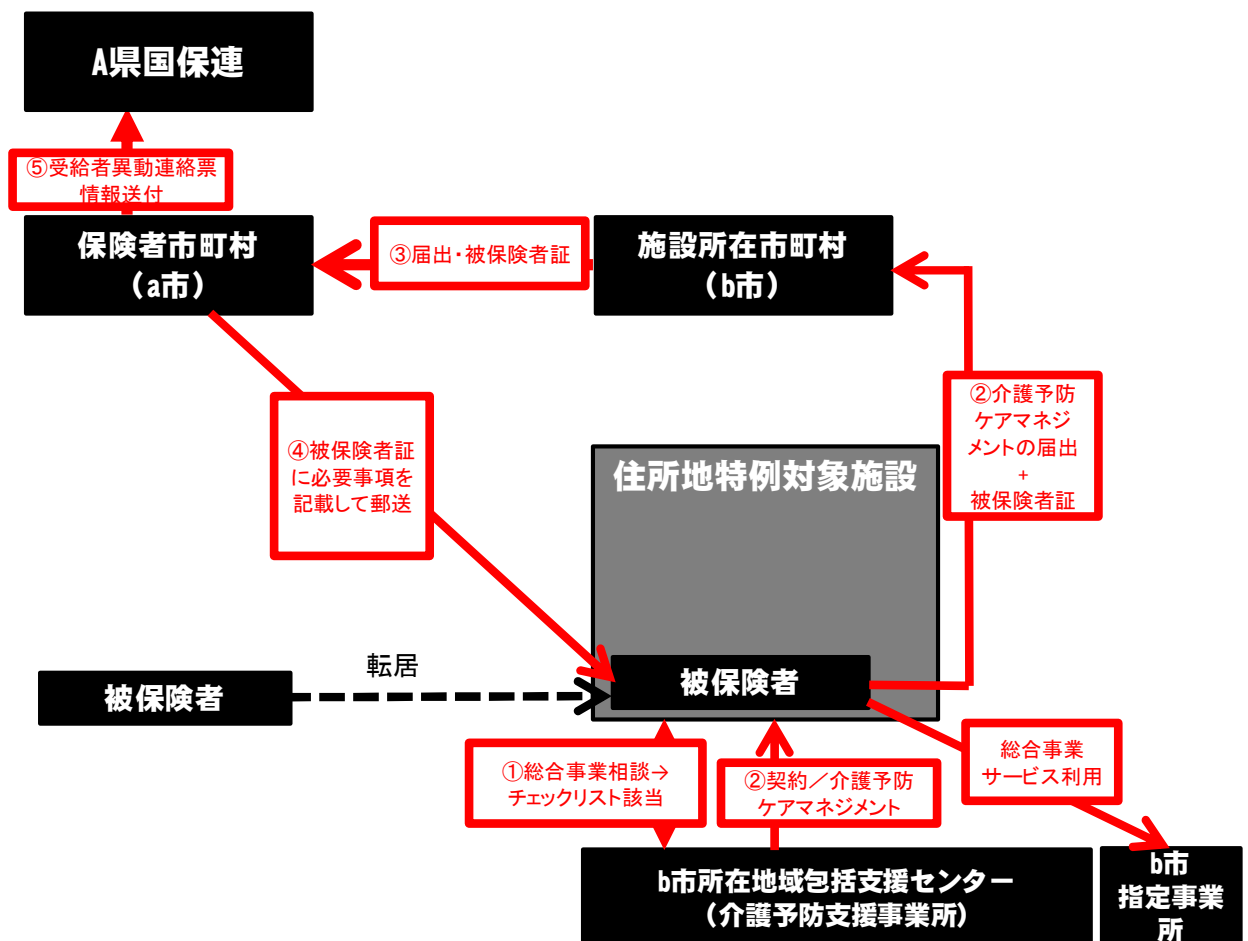 A県国保連
⑤受給者異動連絡票
情報送付
保険者市町村
（a市）
③届出・被保険者証
施設所在市町村
（b市）
②介護予防
ケアマネジ
メントの届出
+
被保険者証
④被保険者証
に必要事項を
記載して郵送
住所地特例対象施設
転居
被保険者
被保険者
①総合事業相談→
チェックリスト該当
②契約／介護予防
ケアマネジメント
総合事業
サービス利用
b市所在地域包括支援センター
（介護予防支援事業所）
b市
指定事業
所